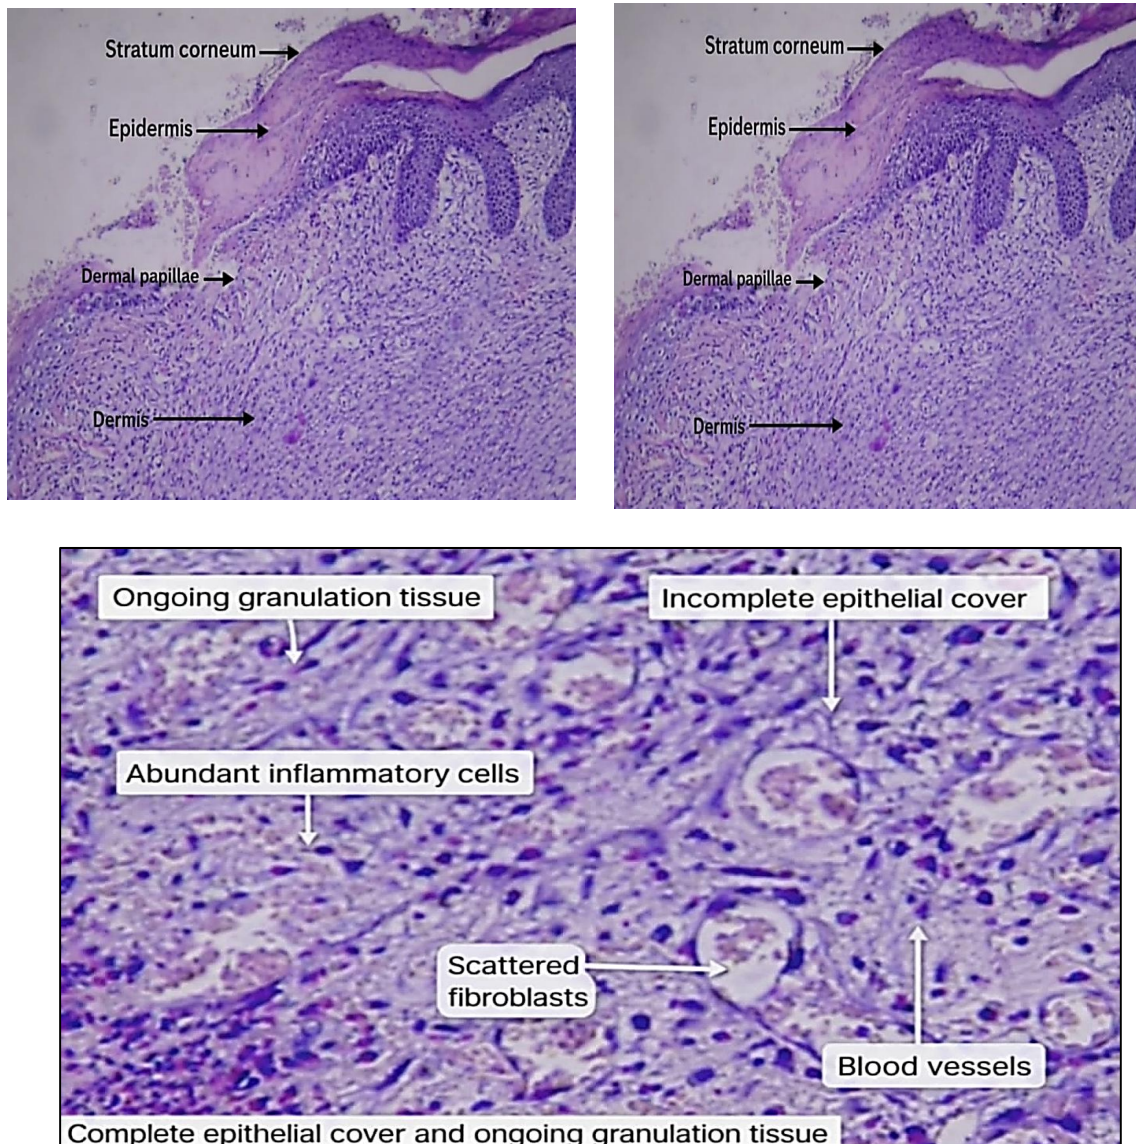 Stratum corneum
Epidermis
Dermal papillae
Dermis
Stratum corneum
Epidermis
Dermal papillae
Dermis
Ongoing granulation tissue
Incomplete epithelial cover
Abundant inflammatory cells
Scattered
fibroblasts
Blood vessels
Complete epithelial cover and ongoing granulation tissue